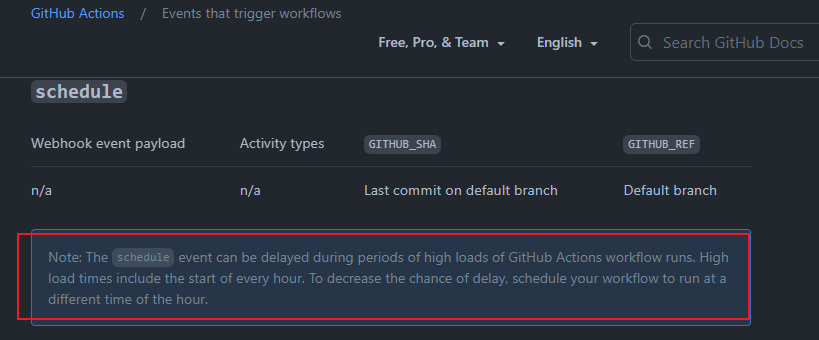 GitHub Actions / Events that trigger workflows
Free, Pro, & Team English Search GitHub Docs
schedule
Webhook event payload Activity types GITHUB_SHA GITHUB_REF
n/a n/a Last commit on default branch Default branch
Note: The schedule event can be delayed during periods of high loads of GitHub Actions workflow runs. High
load times include the start of every hour. To decrease the chance of delay, schedule your workflow to run at a
different time of the hour.